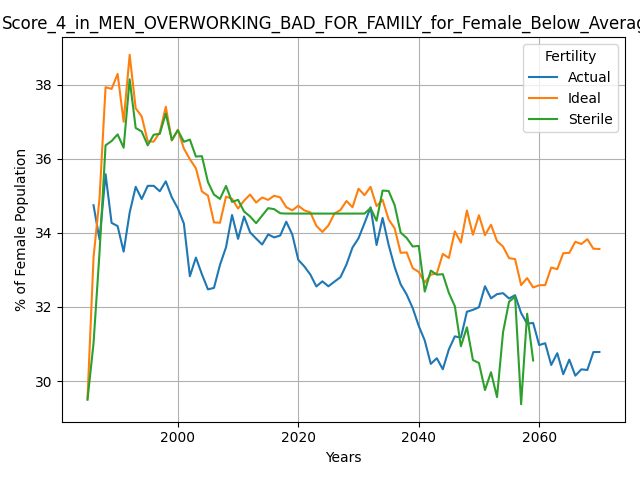 Score_4_in_MEN_OVERWORKING_BAD_FOR_FAMILY_for_Female_Below_Averag
% of Female Population
38
36
34
32
30
Fertility
Actual
Ideal
Sterile
2000
2020
2040
2060
Years